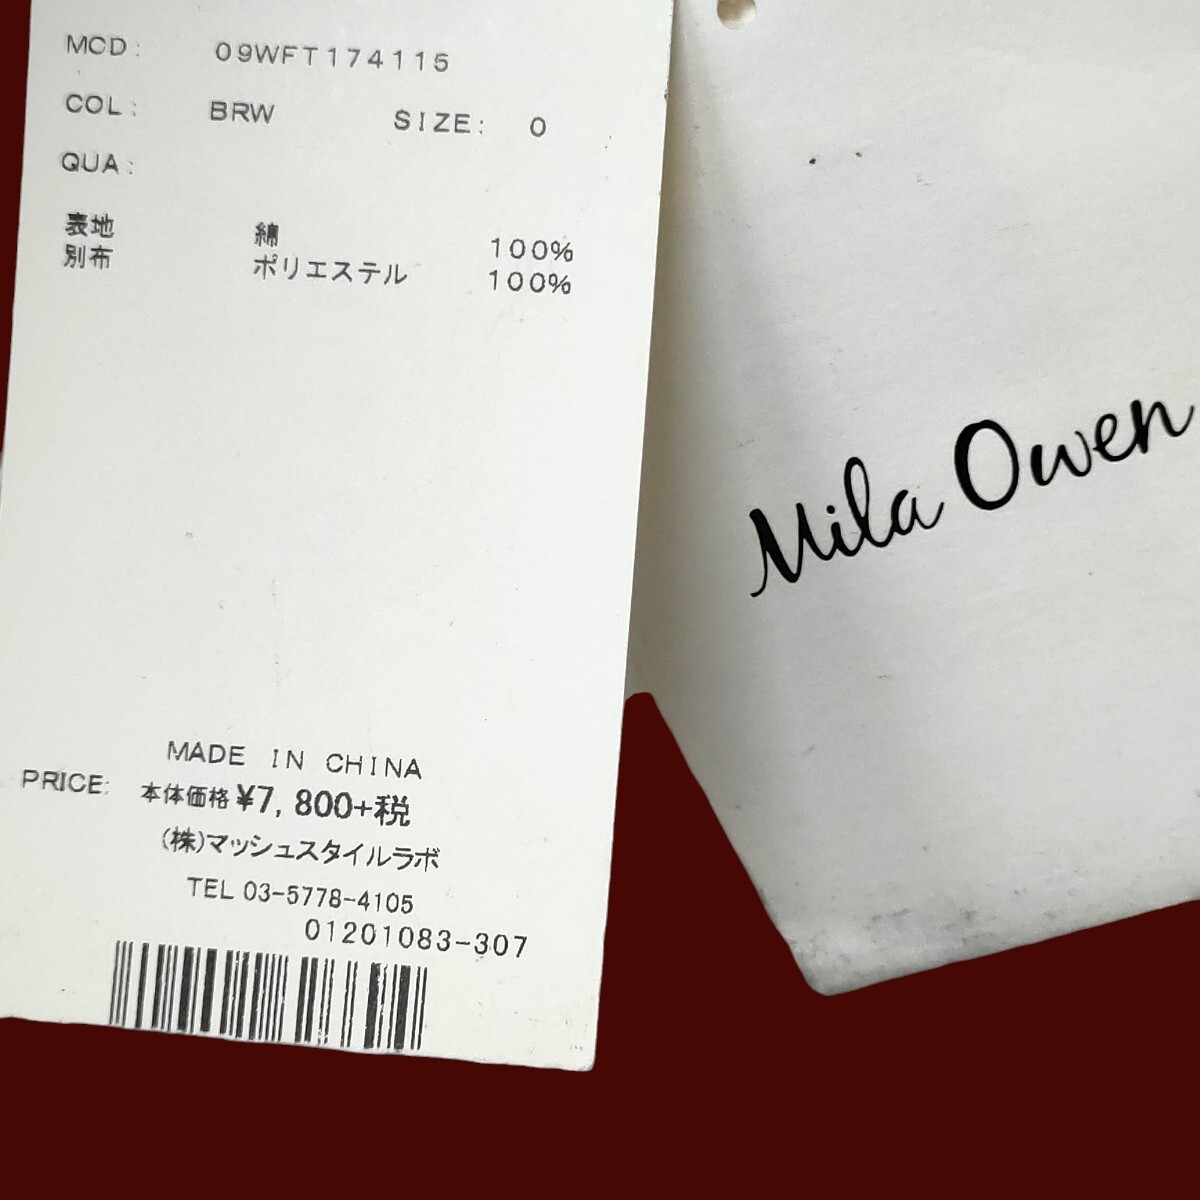 MCD: 09WFT174115
COL: BRW SIZE: 0
QUA:
表地 綿 100%
別布 ポリエステル 100%
MADE IN CHINA
PRICE: 本体価格 ¥7, 800+税
(株)マッシュスタイルラボ
TEL 03-5778-4105
01201083-307
Mila Owen